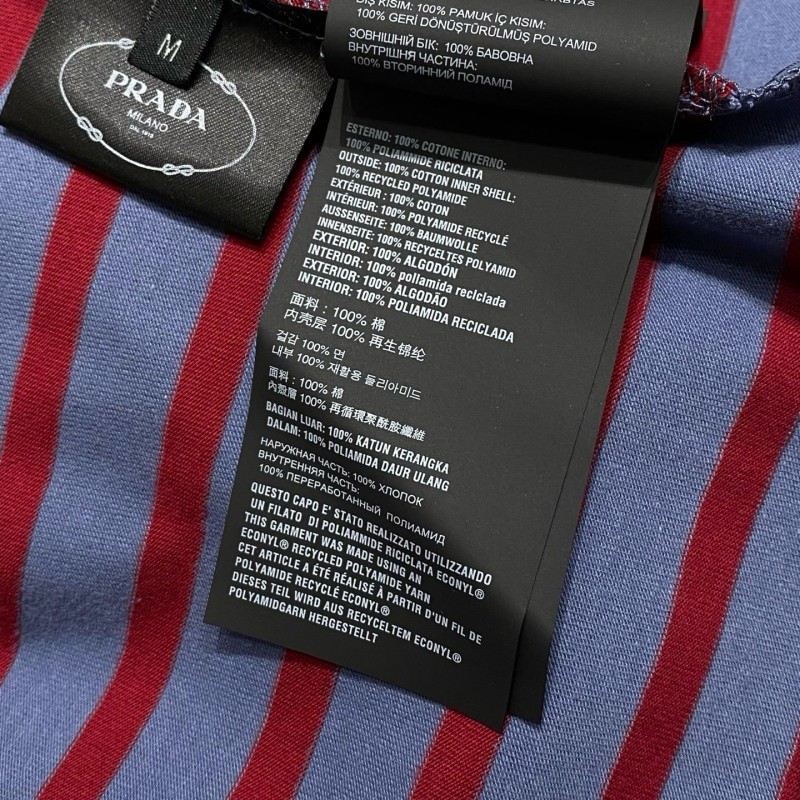 M
PRADA
MILANO
DAL 1913
DIŞ KISIM: 100% PAMUK İÇ KISIM:
100% GERİ DÖNÜŞTÜRÜLMÜŞ POLYAMID
ЗОВНІШНІЙ БІК: 100% БАВОВНА
ВНУТРІШНЯ ЧАСТИНА:
100% ВТОРИННИЙ ПОЛАМІД
ESTERNO: 100% COTONE INTERNO:
100% POLIAMMIDE RICICLATA
OUTSIDE: 100% COTTON INNER SHELL:
100% RECYCLED POLYAMIDE
EXTÉRIEUR : 100% COTON
INTÉRIEUR: 100% POLYAMIDE RECYCLÉ
AUSSENSEITE: 100% BAUMWOLLE
INNENSEITE: 100% RECYCELTES POLYAMID
EXTERIOR: 100% ALGODÓN
INTERIOR: 100% poliamida reciclada
EXTERIOR: 100% ALGODÃO
INTERIOR: 100% POLIAMIDA RECICLADA
面料：100% 棉
内壳层 100% 再生锦纶
겉감 100% 면
내부 100% 재활용 폴리아미드
面料：100% 棉
內殼層 100% 再循環聚酰胺纖維
BAGIAN LUAR: 100% KATUN KERANGKA
DALAM: 100% POLIAMIDA DAUR ULANG
НАРУЖНАЯ ЧАСТЬ: 100% ХЛОПОК
ВНУТРЕННЯЯ ЧАСТЬ:
100% ПЕРЕРАБОТАННЫЙ ПОЛИАМИД
QUESTO CAPO E' STATO REALIZZATO UTILIZZANDO
UN FILATO DI POLIAMMIDE RICICLATA ECONYL®
THIS GARMENT WAS MADE USING AN
ECONYL® RECYCLED POLYAMIDE YARN
CET ARTICLE A ÉTÉ RÉALISÉ À PARTIR D'UN FIL DE
POLYAMIDE RECYCLÉ ECONYL®
DIESES TEIL WIRD AUS RECYCELTEM ECONYL®
POLYAMIDGARN HERGESTELLT